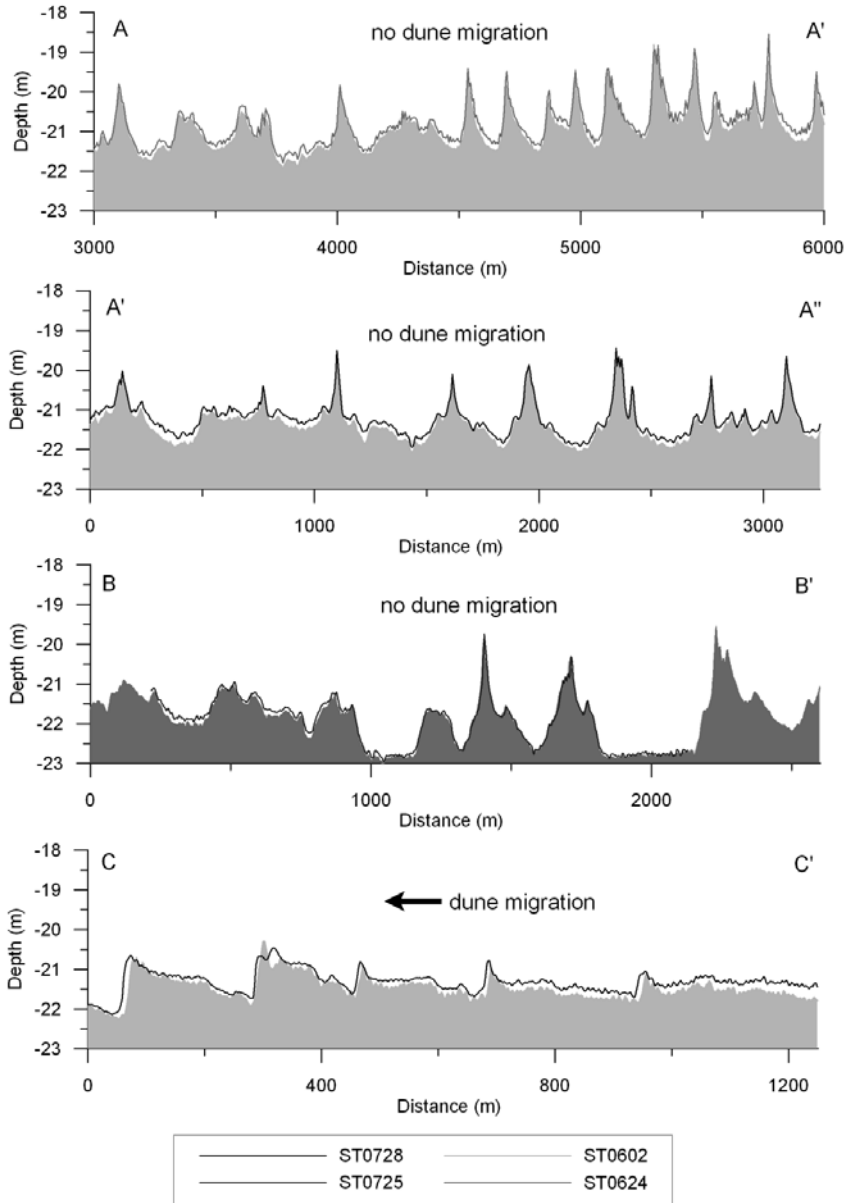 A no dune migration A'
-18
-19
-20
-21
-22
-23
Depth (m)
3000 4000 5000 6000
Distance (m)
A' no dune migration A"
-18
-19
-20
-21
-22
-23
Depth (m)
0 1000 2000 3000
Distance (m)
B no dune migration B'
-18
-19
-20
-21
-22
-23
Depth (m)
0 1000 2000
Distance (m)
C dune migration C'
-18
-19
-20
-21
-22
-23
Depth (m)
0 400 800 1200
Distance (m)
ST0728 ST0602
ST0725 ST0624